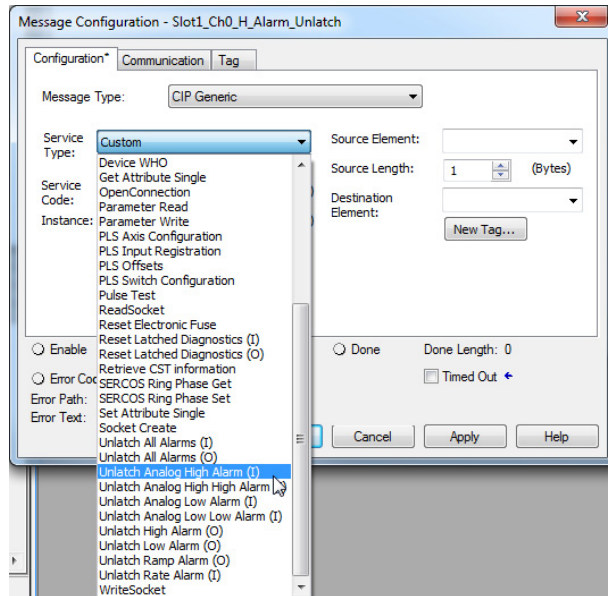 Message Configuration - Slot1_Ch0_H_Alarm_Unlatch
x
Configuration* Communication Tag
Message Type: CIP Generic
Service Type: Custom
Source Element:
Source Length: 1 (Bytes)
Service Code:
Destination Element:
Instance:
New Tag...
Device WHO
Get Attribute Single
OpenConnection
Parameter Read
Parameter Write
PLS Axis Configuration
PLS Input Registration
PLS Offsets
PLS Switch Configuration
Pulse Test
ReadSocket
Reset Electronic Fuse
Reset Latched Diagnostics (I)
Reset Latched Diagnostics (O)
Retrieve CST information
SERCOS Ring Phase Get
SERCOS Ring Phase Set
Set Attribute Single
Socket Create
Unlatch All Alarms (I)
Unlatch All Alarms (O)
Unlatch Analog High Alarm (I)
Unlatch Analog High High Alarm
Unlatch Analog Low Alarm (I)
Unlatch Analog Low Low Alarm (I)
Unlatch High Alarm (O)
Unlatch Low Alarm (O)
Unlatch Ramp Alarm (O)
Unlatch Rate Alarm (I)
WriteSocket
Enable
Done
Done Length: 0
Error
Timed Out
Error Path:
Error Text:
Cancel
Apply
Help